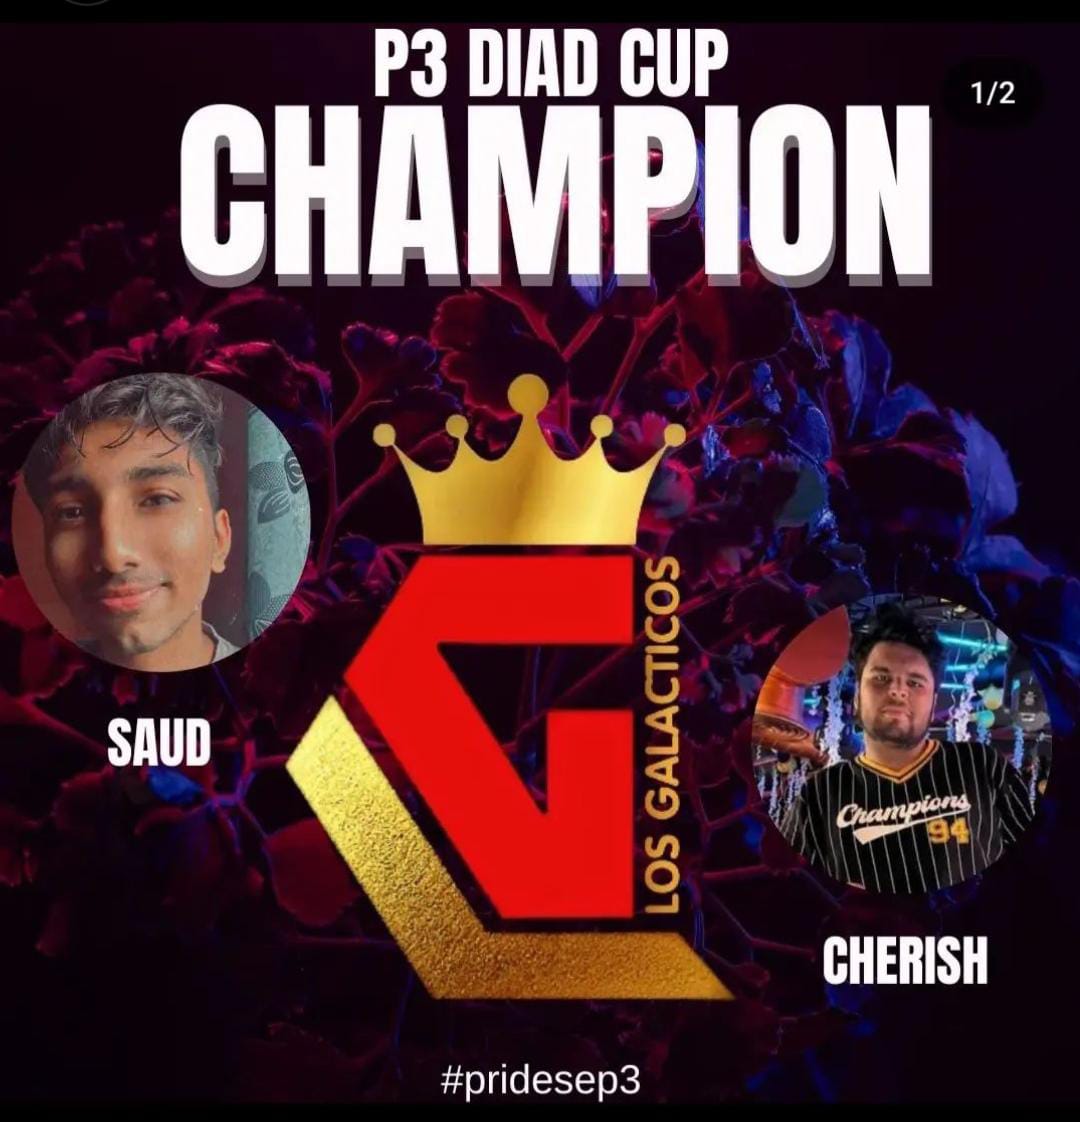 P3 DIAD CUP
1/2
CHAMPION
LOS GALACTICOS
SAUD
Champions
94
CHERISH
#pridesep3